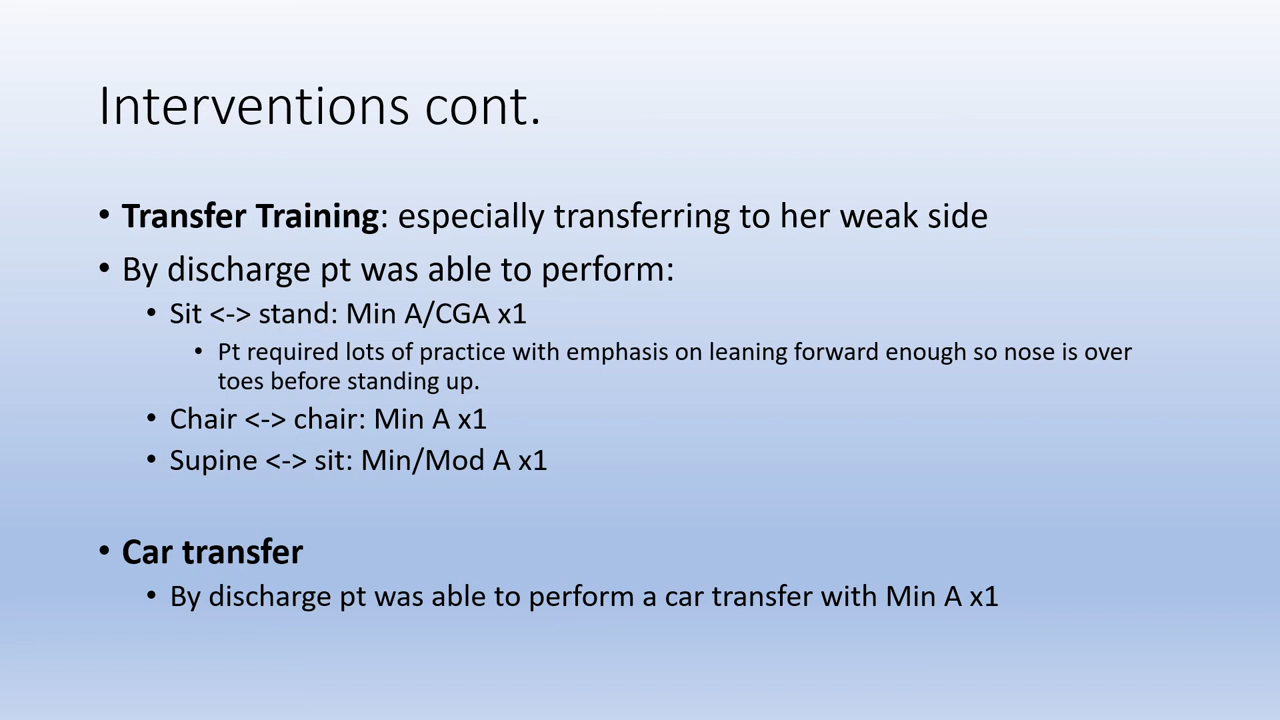 Interventions cont.
• Transfer Training: especially transferring to her weak side
• By discharge pt was able to perform:
• Sit <-> stand: Min A/CGA x1
• Pt required lots of practice with emphasis on leaning forward enough so nose is over
toes before standing up.
• Chair <-> chair: Min A x1
• Supine <-> sit: Min/Mod A x1
• Car transfer
• By discharge pt was able to perform a car transfer with Min A x1